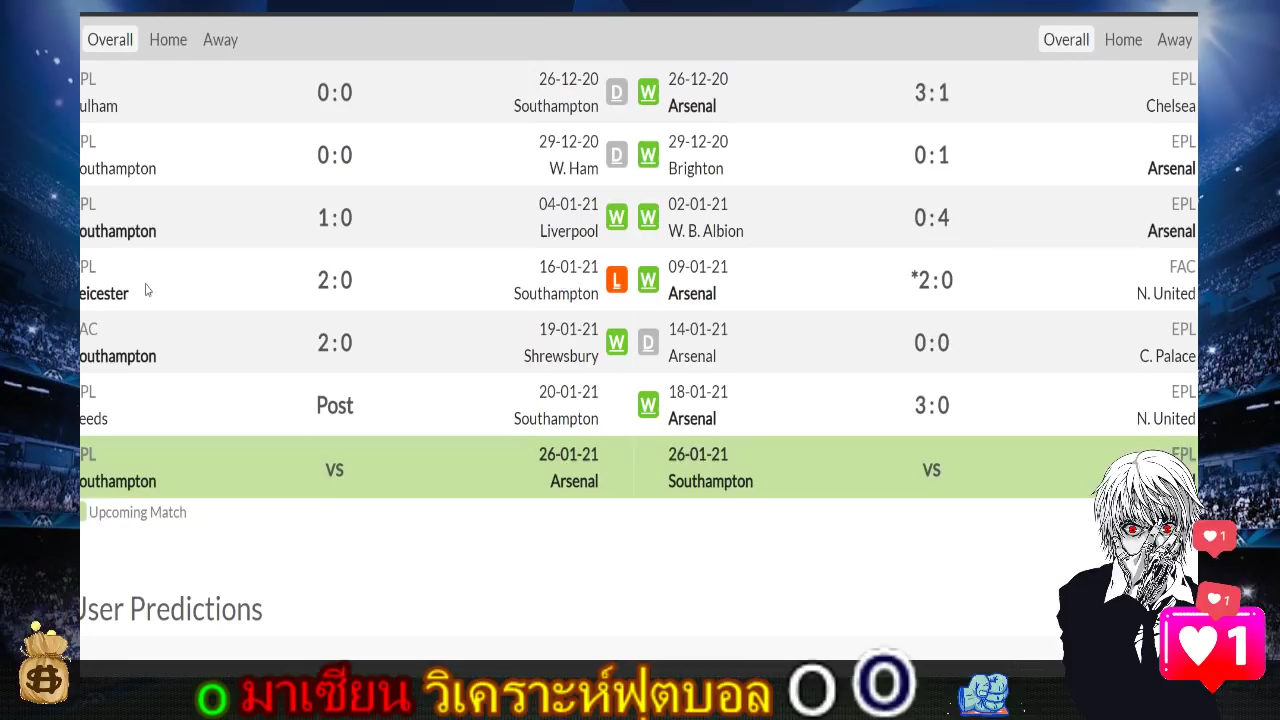 Overall Home Away Overall Home Away
PL 26-12-20 D W 26-12-20 EPL
ulham 0:0 Southampton Arsenal 3:1 Chelsea
PL 29-12-20 D W 29-12-20 EPL
outhampton 0:0 W. Ham Brighton 0:1 Arsenal
PL 04-01-21 W W 02-01-21 EPL
outhampton 1:0 Liverpool W. B. Albion 0:4 Arsenal
PL 16-01-21 L W 09-01-21 FAC
eicester 2:0 Southampton Arsenal *2:0 N. United
AC 19-01-21 W D 14-01-21 EPL
outhampton 2:0 Shrewsbury Arsenal 0:0 C. Palace
PL 20-01-21 W 18-01-21 EPL
eeds Post Southampton Arsenal 3:0 N. United
PL 26-01-21 26-01-21 EPL
outhampton VS Arsenal Southampton VS
Upcoming Match
User Predictions
1
1
1
o มาเซียน วิเคราะห์ฟุตบอล O O